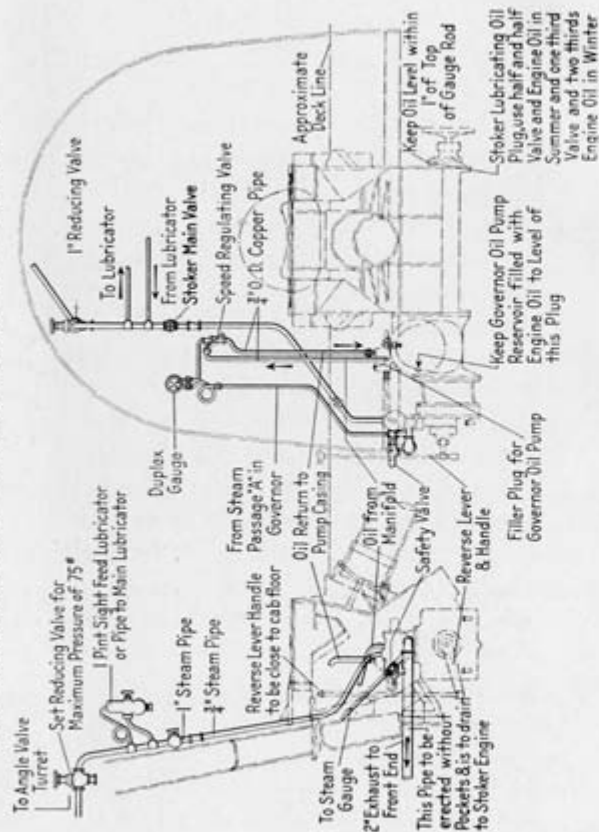 To Angle Valve
Turret
Set Reducing Valve for
Maximum Pressure of 75#
1 Pint Sight Feed Lubricator
or Pipe to Main Lubricator
1" Steam Pipe
3/4" Steam Pipe
Reverse Lever Handle
to be close to cab floor
To Steam
Gauge
2" Exhaust to
Front End
This Pipe to be
erected without
Pockets & is to drain
to Stoker Engine
Duplex
Gauge
From Steam
Passage "A" in
Governor
Oil Return to
Pump Casing
Oil from
Manifold
Safety Valve
Reverse Lever
& Handle
1" Reducing Valve
To Lubricator
From Lubricator
Stoker Main Valve
Speed Regulating Valve
3/4" O.D. Copper Pipe
Approximate
Deck Line
Keep Oil Level within
1" of Top
of Gauge Rod
Filler Plug for
Governor Oil Pump
Keep Governor Oil Pump
Reservoir filled with
Engine Oil to Level of
this Plug
Stoker Lubricating Oil
Plug, use half and half
Valve and Engine Oil in
Summer and one third
Valve and two thirds
Engine Oil in Winter